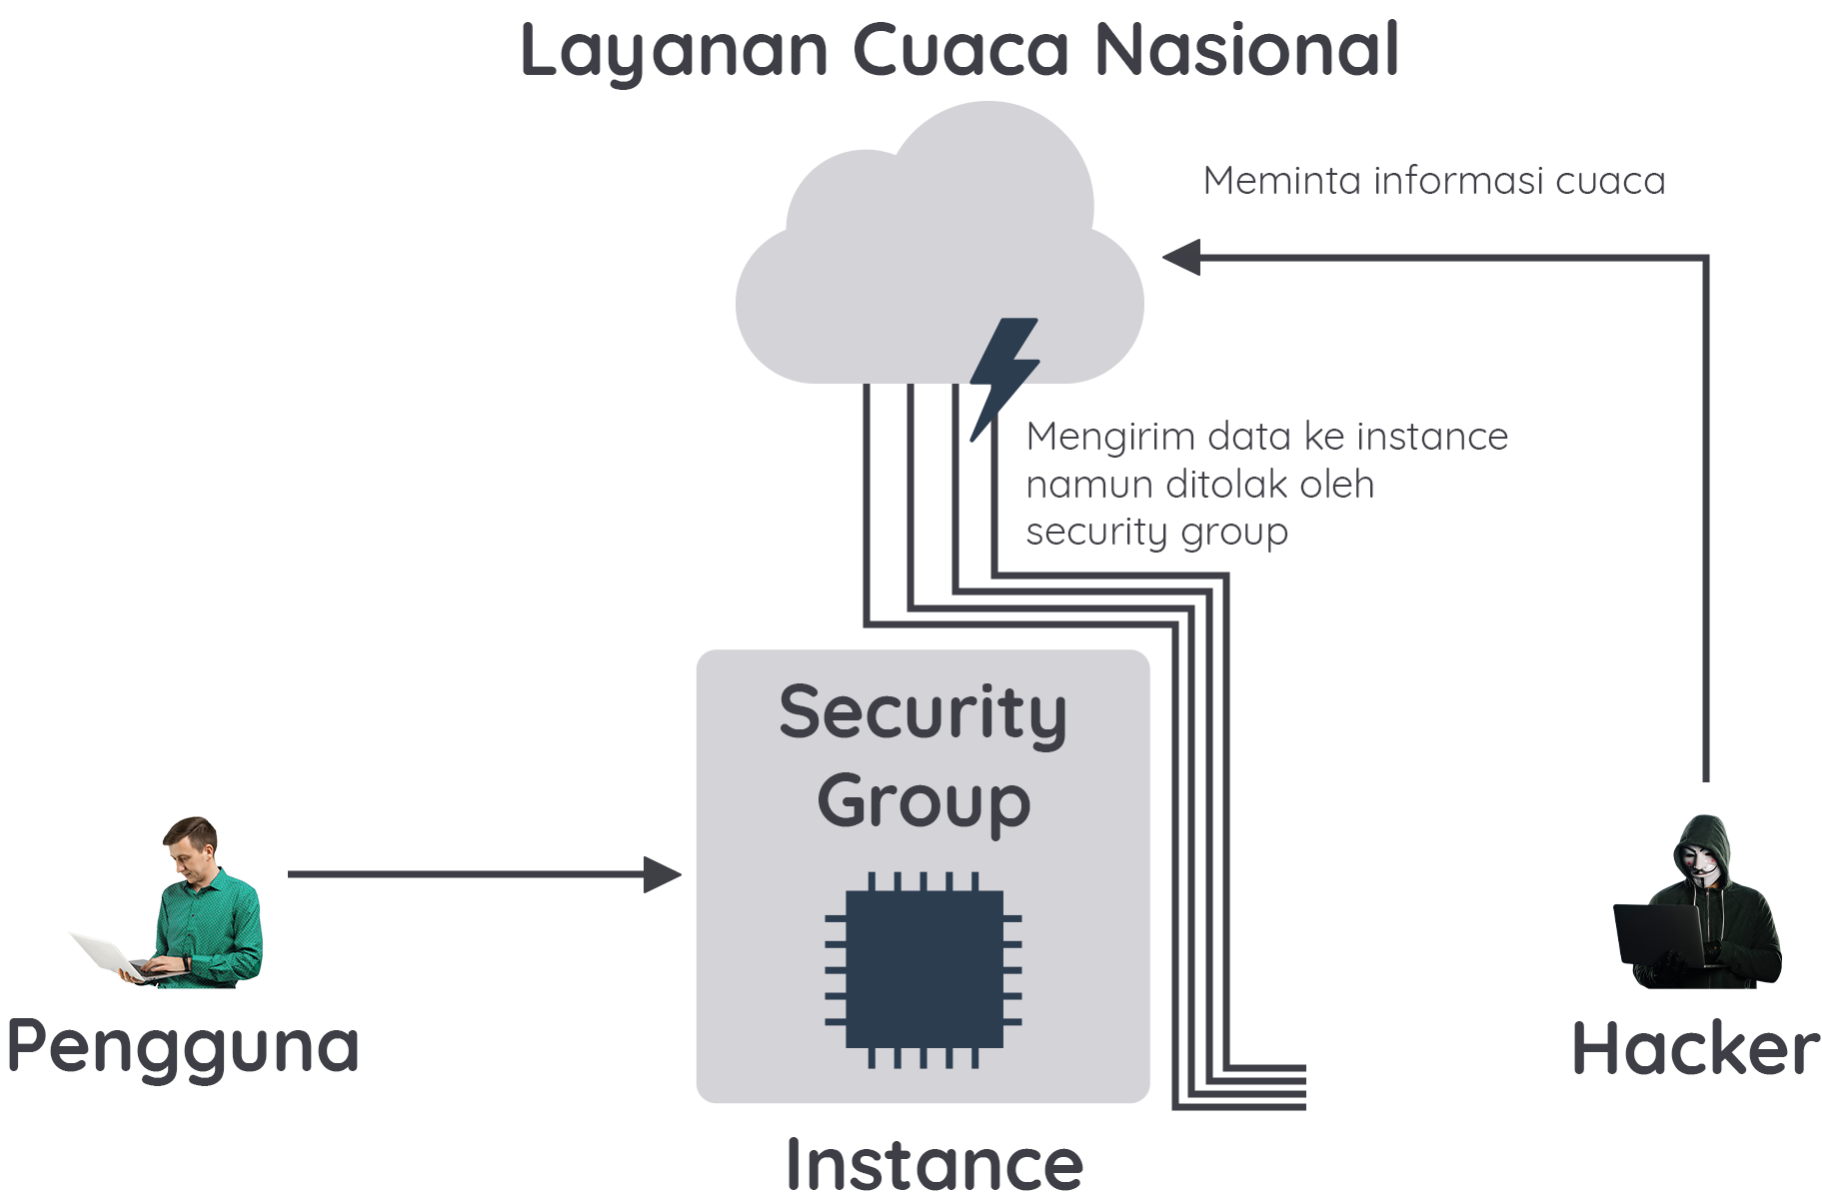 Layanan Cuaca Nasional
Meminta informasi cuaca
Mengirim data ke instance
namun ditolak oleh
security group
Security
Group
Pengguna
Hacker
Instance